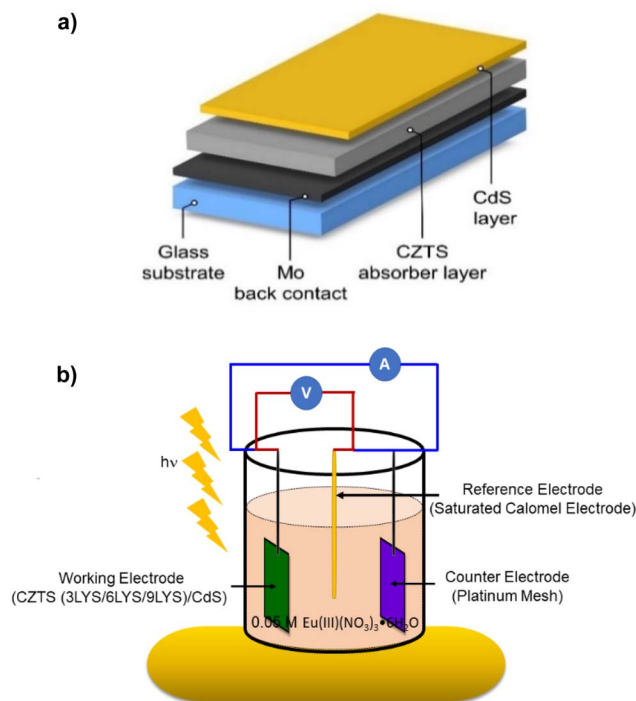 a)
CdS
layer
Glass
substrate
CZTS
absorber layer
Mo
back contact
b)
A
V
hν
Reference Electrode
(Saturated Calomel Electrode)
Working Electrode
(CZTS (3LYS/6LYS/9LYS)/CdS)
Counter Electrode
(Platinum Mesh)
0.05 M Eu(III)(NO₃)₃•6H₂O